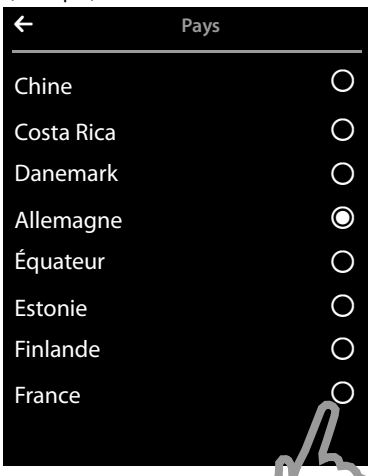 Pays
Chine
Costa Rica
Danemark
Allemagne
Équateur
Estonie
Finlande
France